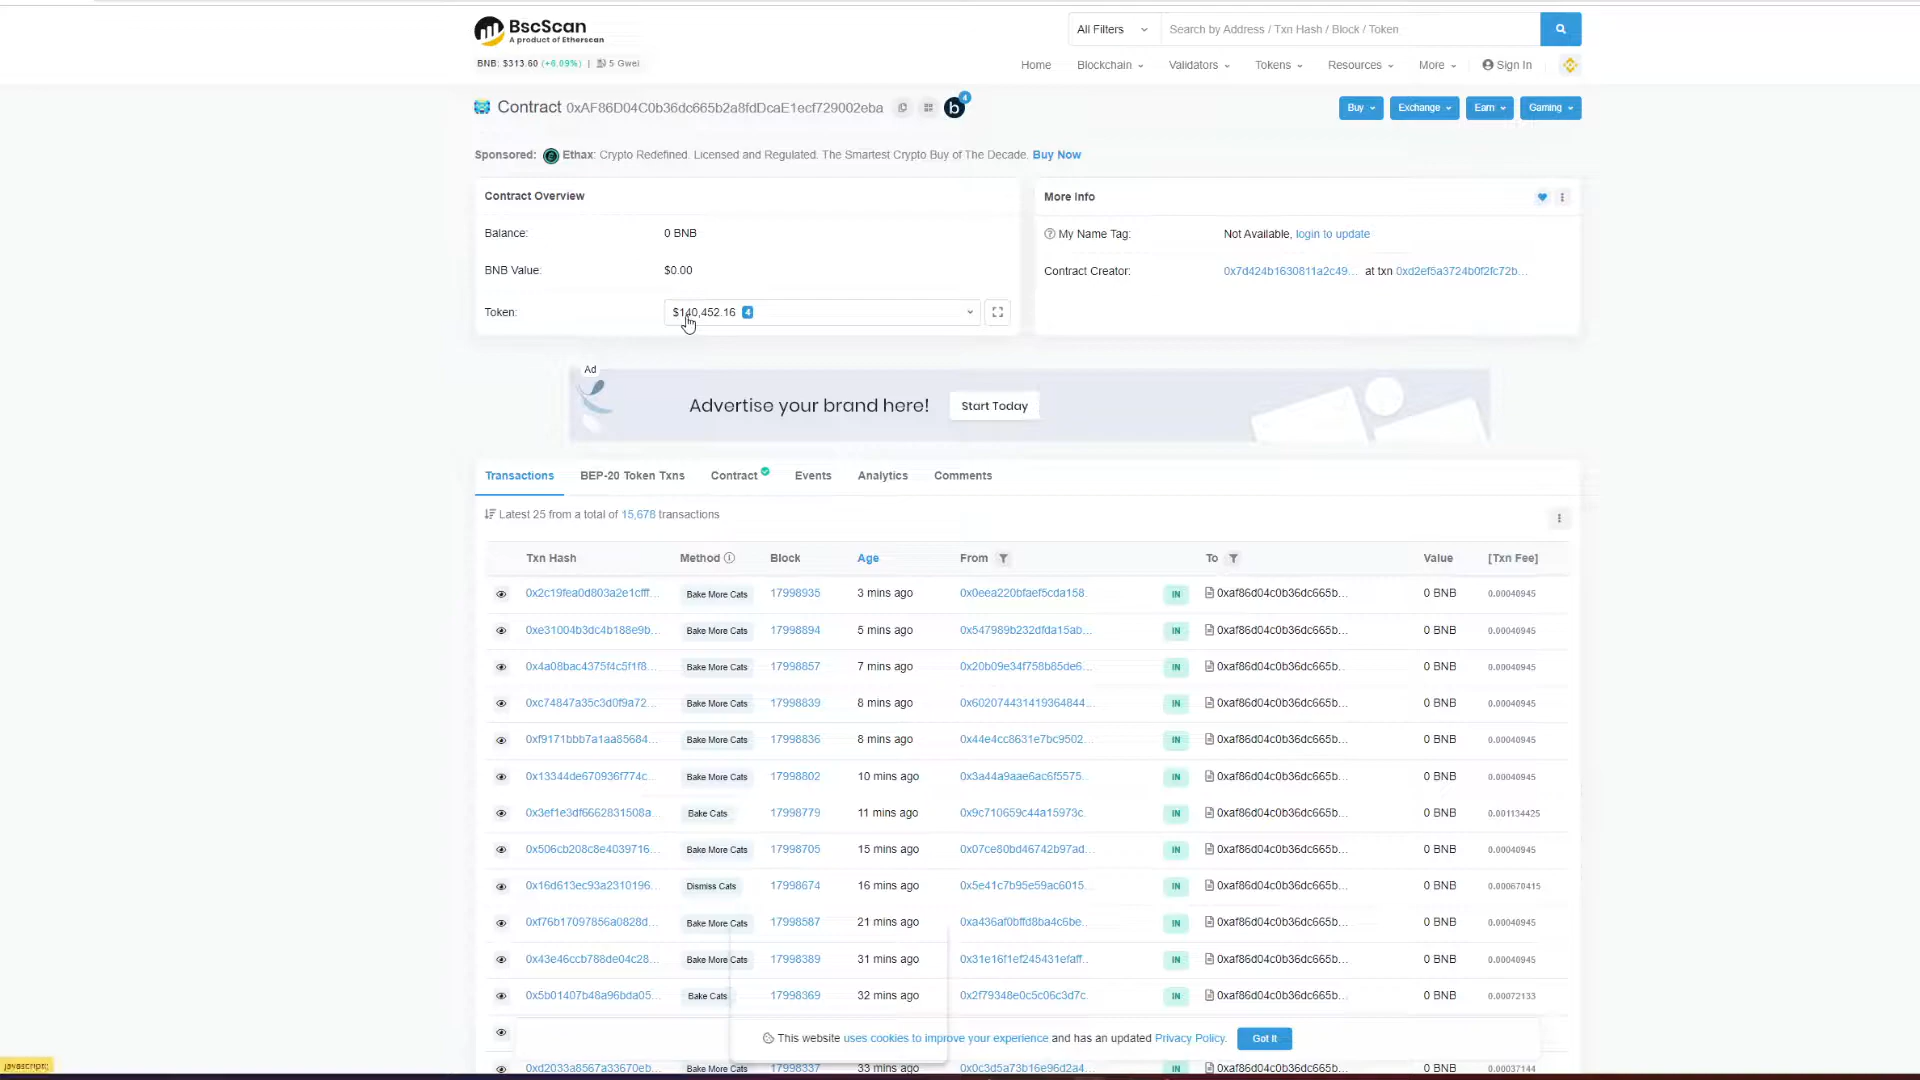 BscScan
A product of Etherscan
All Filters
Search by Address / Txn Hash / Block / Token
BNB: $313.60 (+6.09%) | 5 Gwei
Home Blockchain Validators Tokens Resources More Sign In
Contract 0xAF86D04C0b36dc665b2a8fdDcaE1ecf729002eba
b 4
Buy Exchange Earn Gaming
Sponsored: Ethax: Crypto Redefined. Licensed and Regulated. The Smartest Crypto Buy of The Decade. Buy Now
Contract Overview
Balance: 0 BNB
BNB Value: $0.00
Token: $140,452.16 4
More Info
My Name Tag: Not Available, login to update
Contract Creator: 0x7d424b1630811a2c49... at txn 0xd2ef5a3724b0f2fc72b...
Ad
Advertise your brand here! Start Today
Transactions BEP-20 Token Txns Contract Events Analytics Comments
Latest 25 from a total of 15,678 transactions
Txn Hash Method Block Age From To Value [Txn Fee]
0x2c19fea0d803a2e1cfff... Bake More Cats 17998935 3 mins ago 0x0eea220bfaef5cda158... IN 0xaf86d04c0b36dc665b... 0 BNB 0.00040945
0xe31004b3dc4b188e9b... Bake More Cats 17998894 5 mins ago 0x547989b232dfda15ab... IN 0xaf86d04c0b36dc665b... 0 BNB 0.00040945
0x4a08bac4375f4c5f1f8... Bake More Cats 17998857 7 mins ago 0x20b09e34f758b85de6... IN 0xaf86d04c0b36dc665b... 0 BNB 0.00040945
0xc74847a35c3d0f9a72... Bake More Cats 17998839 8 mins ago 0x602074431419364844... IN 0xaf86d04c0b36dc665b... 0 BNB 0.00040945
0xf9171bbb7a1aa85684... Bake More Cats 17998836 8 mins ago 0x44e4cc8631e7bc9502... IN 0xaf86d04c0b36dc665b... 0 BNB 0.00040945
0x13344de670936f774c... Bake More Cats 17998802 10 mins ago 0x3a44a9aae6ac6f5575... IN 0xaf86d04c0b36dc665b... 0 BNB 0.00040945
0x3ef1e3df6662831508a... Bake Cats 17998779 11 mins ago 0x9c710659c44a15973c... IN 0xaf86d04c0b36dc665b... 0 BNB 0.001134425
0x506cb208c8e4039716... Bake More Cats 17998705 15 mins ago 0x07ce80bd46742b97ad... IN 0xaf86d04c0b36dc665b... 0 BNB 0.00040945
0x16d613ec93a2310196... Dismiss Cats 17998674 16 mins ago 0x5e41c7b95e59ac6015... IN 0xaf86d04c0b36dc665b... 0 BNB 0.000670415
0xf76b17097856a0828d... Bake More Cats 17998587 21 mins ago 0xa436af0bffd8ba4c6be... IN 0xaf86d04c0b36dc665b... 0 BNB 0.00040945
0x43e46ccb788de04c28... Bake More Cats 17998389 31 mins ago 0x31e16f1ef245431efaff... IN 0xaf86d04c0b36dc665b... 0 BNB 0.00040945
0x5b01407b48a96bda05... Bake Cats 17998369 32 mins ago 0x2f79348e0c5c06c3d7c... IN 0xaf86d04c0b36dc665b... 0 BNB 0.00072133
This website uses cookies to improve your experience and has an updated Privacy Policy. Got It
0xd2033a8567a33670eb... Bake More Cats 17998337 33 mins ago 0x0c3d5a73b16e96d2a4... IN 0xaf86d04c0b36dc665b... 0 BNB 0.00037144